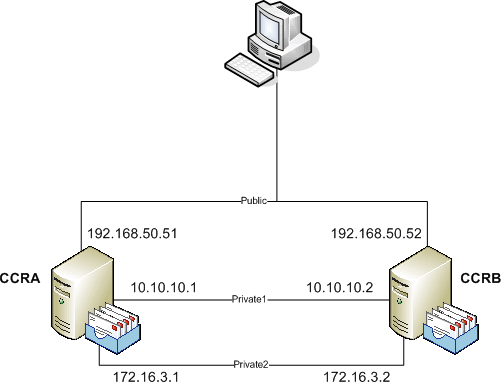 Public
192.168.50.51
192.168.50.52
CCRA
CCRB
10.10.10.1
Private1
10.10.10.2
Private2
172.16.3.1
172.16.3.2